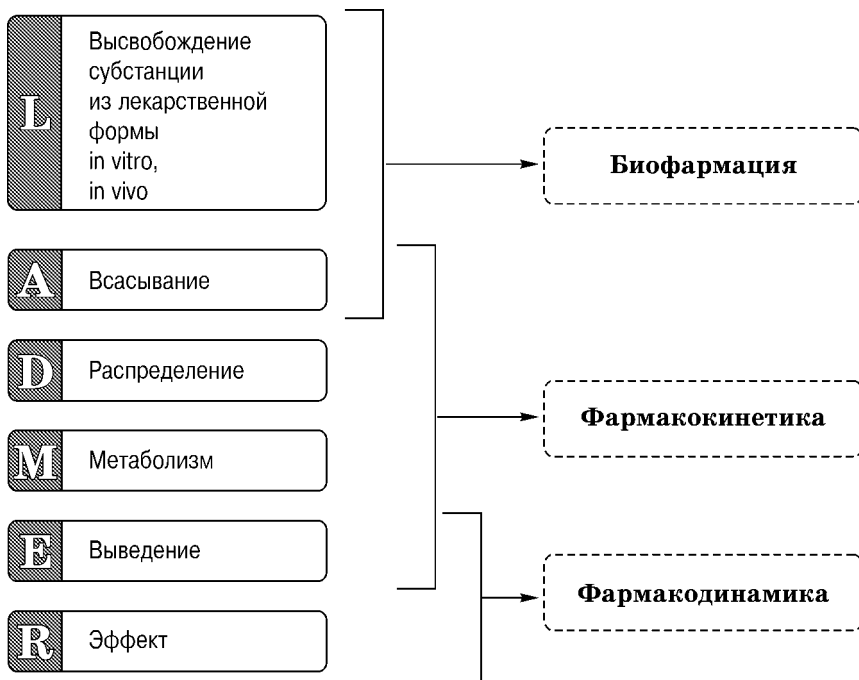 L
Высвобождение
субстанции
из лекарственной
формы
in vitro,
in vivo
Биофармация
A
Всасывание
D
Распределение
Фармакокинетика
M
Метаболизм
E
Выведение
Фармакодинамика
R
Эффект